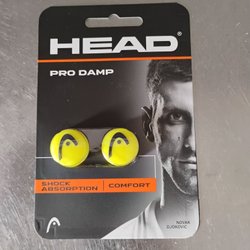 HEAD
PRO DAMP
SHOCK
ABSORPTION
COMFORT
NOVAK
DJOKOVIC